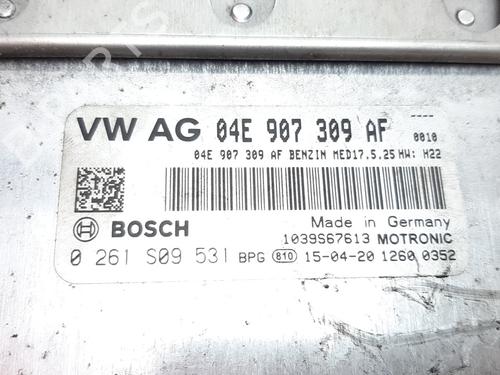 VW AG 04E 907 309 AF ----
0010
04E 907 309 AF BENZIN MED17.5.25 HW: H22
BOSCH
Made in Germany
1039S67613 MOTRONIC
0 261 S09 531 BPG 810 15-04-20 1260 0352